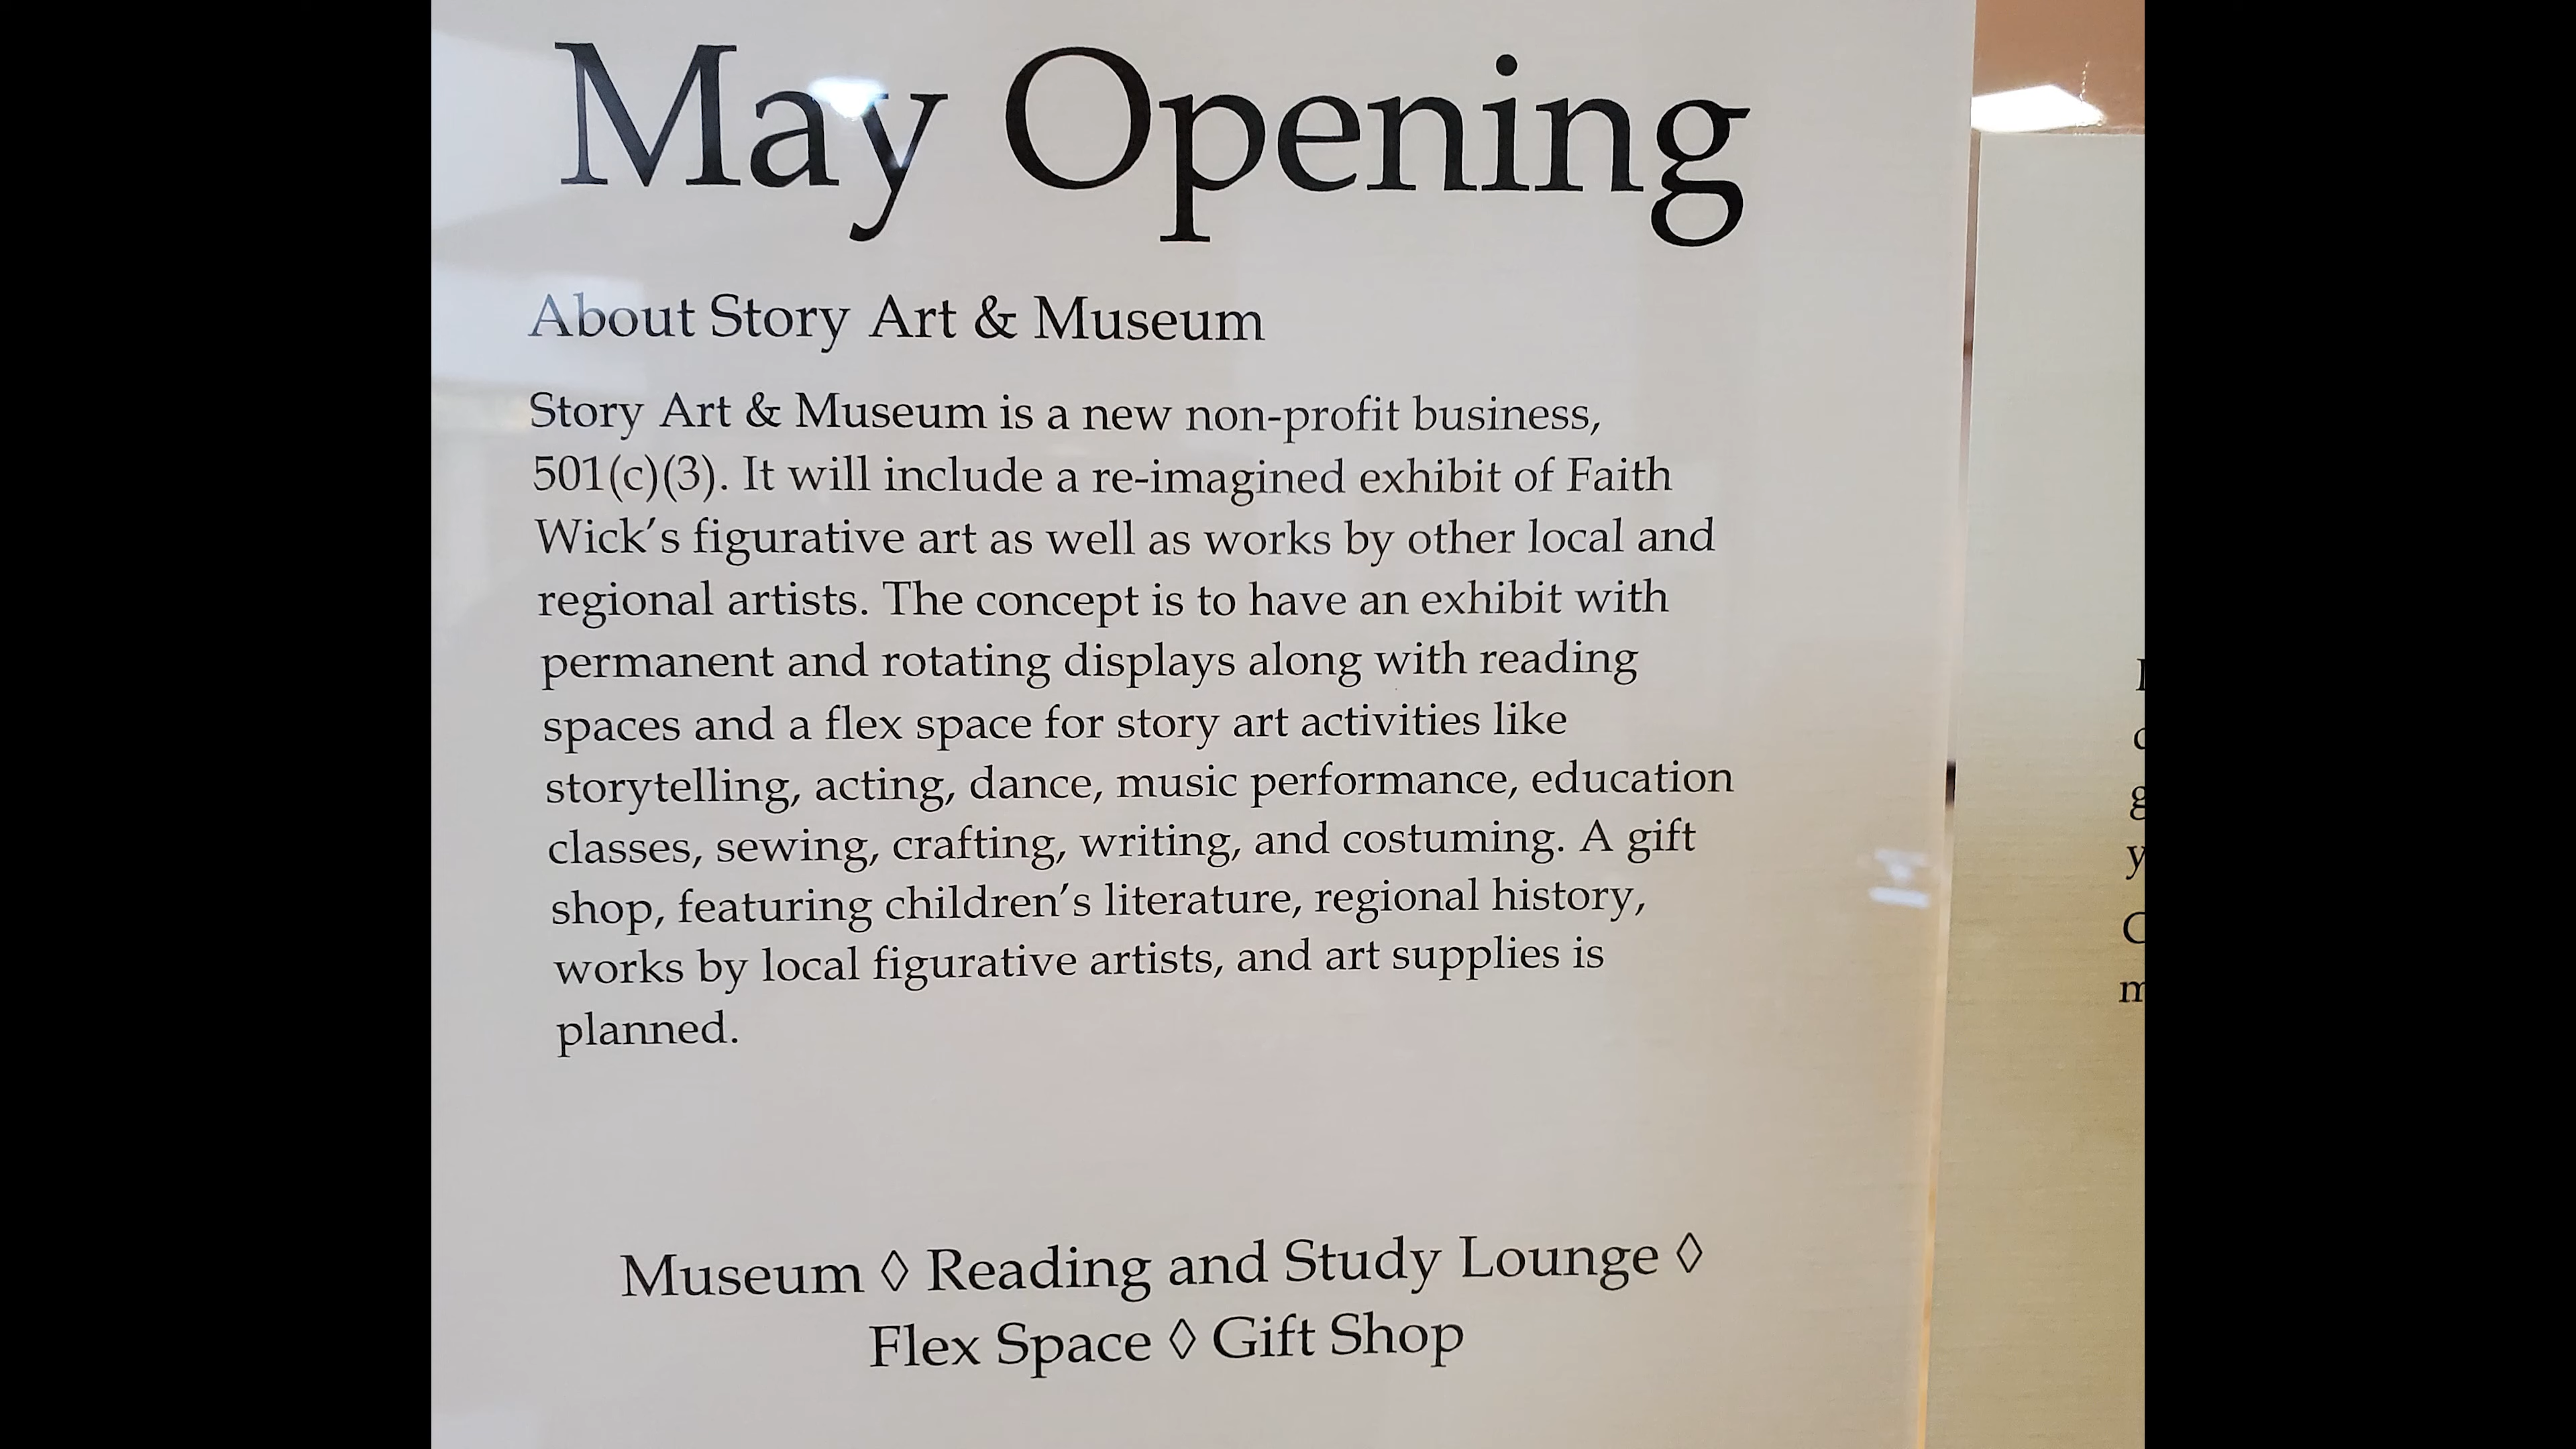 May Opening
About Story Art & Museum
Story Art & Museum is a new non-profit business,
501(c)(3). It will include a re-imagined exhibit of Faith
Wick's figurative art as well as works by other local and
regional artists. The concept is to have an exhibit with
permanent and rotating displays along with reading
spaces and a flex space for story art activities like
storytelling, acting, dance, music performance, education
classes, sewing, crafting, writing, and costuming. A gift
shop, featuring children's literature, regional history,
works by local figurative artists, and art supplies is
planned.
Museum ◊ Reading and Study Lounge ◊
Flex Space ◊ Gift Shop